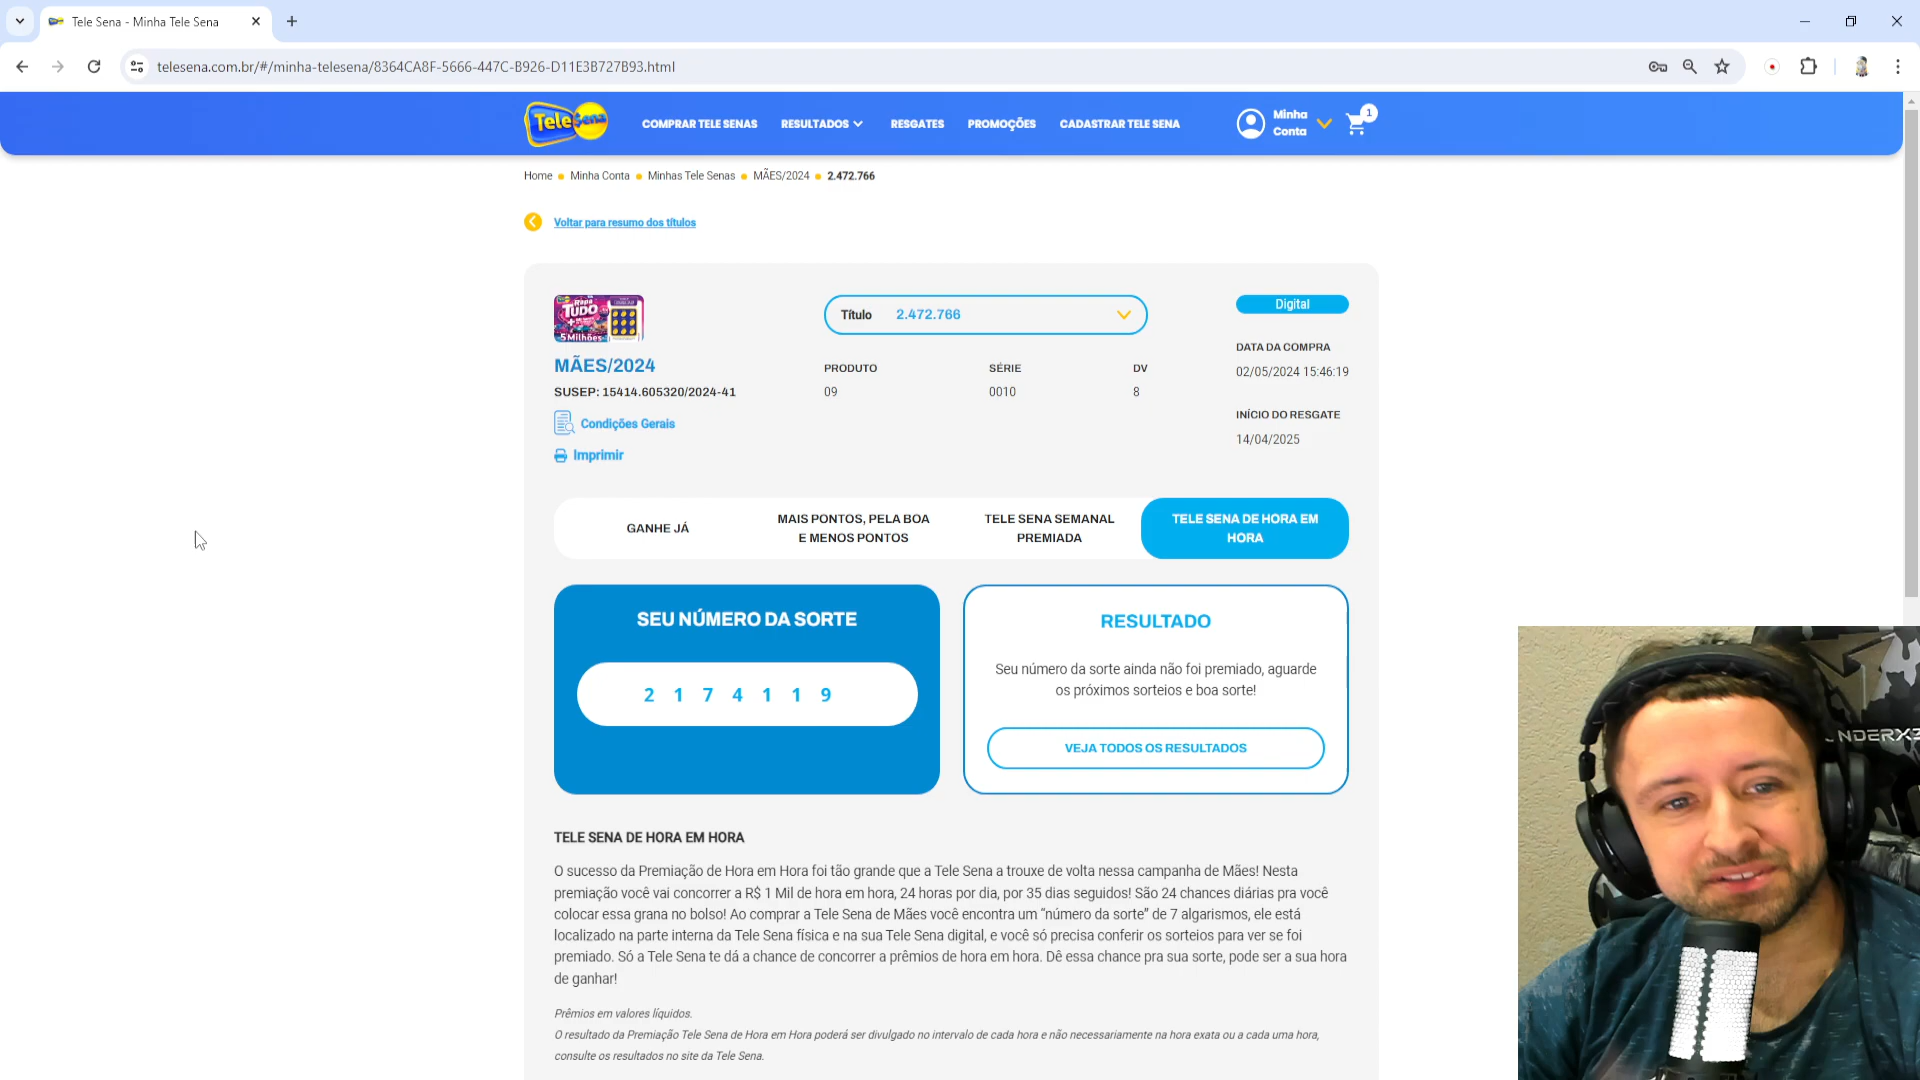 Tele Sena - Minha Tele Sena
telesena.com.br/#/minha-telesena/8364CA8F-5666-447C-B926-D11E3B727B93.html
Tele Sena
COMPRAR TELE SENAS
RESULTADOS
RESGATES
PROMOÇÕES
CADASTRAR TELE SENA
Minha
Conta
1
Home Minha Conta Minhas Tele Senas MÃES/2024 2.472.766
Voltar para resumo dos títulos
TUDO
5 Milhões
MÃES/2024
SUSEP: 15414.605320/2024-41
Condições Gerais
Imprimir
Título 2.472.766
PRODUTO SÉRIE DV
09 0010 8
Digital
DATA DA COMPRA
02/05/2024 15:46:19
INÍCIO DO RESGATE
14/04/2025
GANHE JÁ
MAIS PONTOS, PELA BOA
E MENOS PONTOS
TELE SENA SEMANAL
PREMIADA
TELE SENA DE HORA EM
HORA
SEU NÚMERO DA SORTE
2 1 7 4 1 1 9
RESULTADO
Seu número da sorte ainda não foi premiado, aguarde
os próximos sorteios e boa sorte!
VEJA TODOS OS RESULTADOS
TELE SENA DE HORA EM HORA
O sucesso da Premiação de Hora em Hora foi tão grande que a Tele Sena a trouxe de volta nessa campanha de Mães! Nesta
premiação você vai concorrer a R$ 1 Mil de hora em hora, 24 horas por dia, por 35 dias seguidos! São 24 chances diárias pra você
colocar essa grana no bolso! Ao comprar a Tele Sena de Mães você encontra um “número da sorte” de 7 algarismos, ele está
localizado na parte interna da Tele Sena física e na sua Tele Sena digital, e você só precisa conferir os sorteios para ver se foi
premiado. Só a Tele Sena te dá a chance de concorrer a prêmios de hora em hora. Dê essa chance pra sua sorte, pode ser a sua hora
de ganhar!
Prêmios em valores líquidos.
O resultado da Premiação Tele Sena de Hora em Hora poderá ser divulgado no intervalo de cada hora e não necessariamente na hora exata ou a cada uma hora,
consulte os resultados no site da Tele Sena.